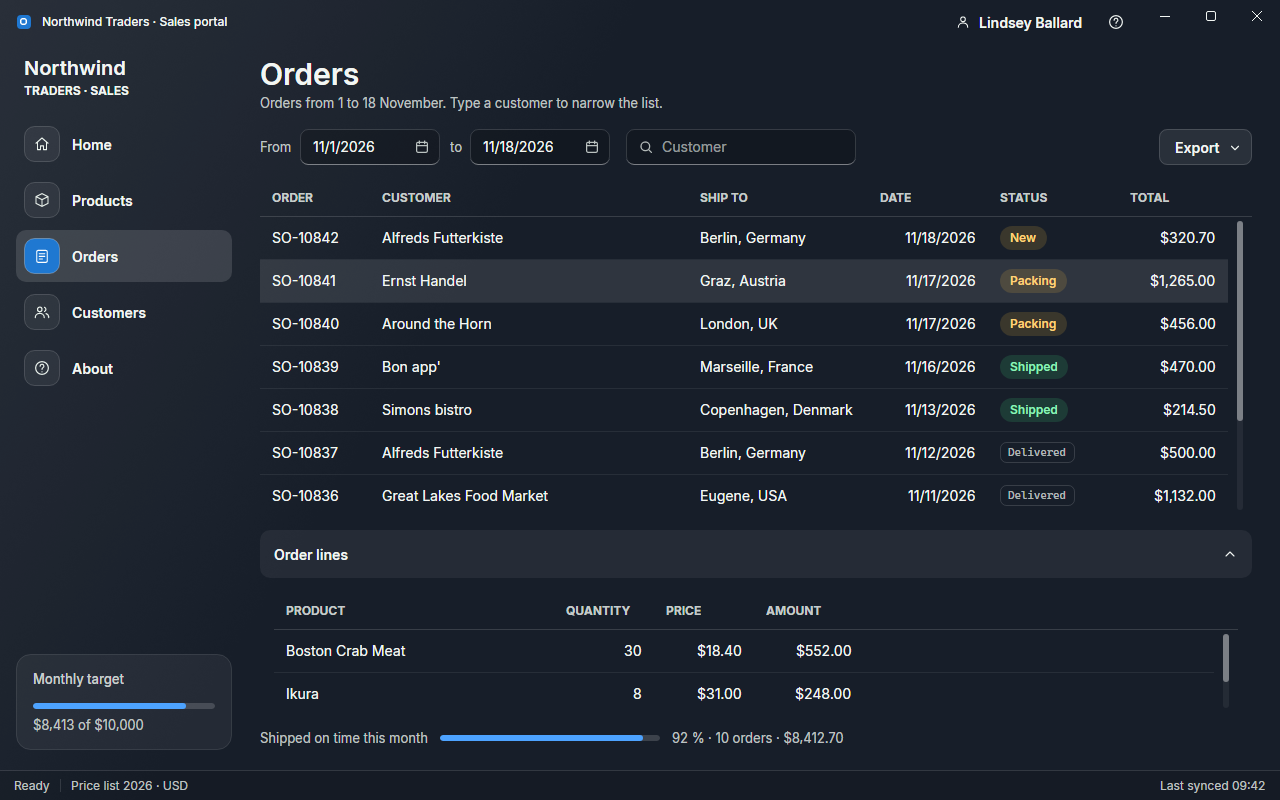 Northwind Traders · Sales portal
Lindsey Ballard
Northwind
TRADERS · SALES
Home
Products
Orders
Customers
About
Monthly target
$8,413 of $10,000
Orders
Orders from 1 to 18 November. Type a customer to narrow the list.
From 11/1/2026 to 11/18/2026 Customer Export
ORDER CUSTOMER SHIP TO DATE STATUS TOTAL
SO-10842 Alfreds Futterkiste Berlin, Germany 11/18/2026 New $320.70
SO-10841 Ernst Handel Graz, Austria 11/17/2026 Packing $1,265.00
SO-10840 Around the Horn London, UK 11/17/2026 Packing $456.00
SO-10839 Bon app' Marseille, France 11/16/2026 Shipped $470.00
SO-10838 Simons bistro Copenhagen, Denmark 11/13/2026 Shipped $214.50
SO-10837 Alfreds Futterkiste Berlin, Germany 11/12/2026 Delivered $500.00
SO-10836 Great Lakes Food Market Eugene, USA 11/11/2026 Delivered $1,132.00
Order lines
PRODUCT QUANTITY PRICE AMOUNT
Boston Crab Meat 30 $18.40 $552.00
Ikura 8 $31.00 $248.00
Shipped on time this month 92 % · 10 orders · $8,412.70
Ready Price list 2026 · USD Last synced 09:42